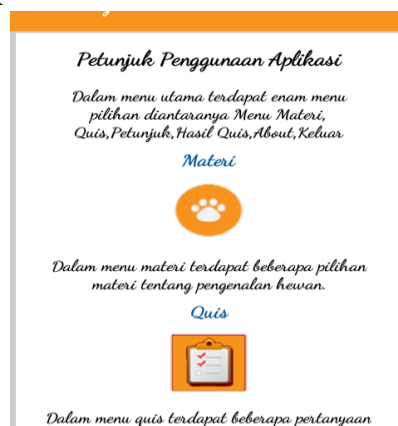 Petunjuk Penggunaan Aplikasi
Dalam menu utama terdapat enam menu
pilihan diantaranya Menu Materi,
Quis,Petunjuk,Hasil Quis,About,Keluar
Materi
Dalam menu materi terdapat beberapa pilihan
materi tentang pengenalan hewan.
Quis
Dalam menu quis terdapat beberapa pertanyaan